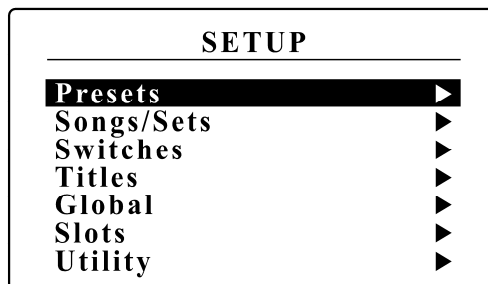 SETUP
Presets ▶
Songs/Sets ▶
Switches ▶
Titles ▶
Global ▶
Slots ▶
Utility ▶